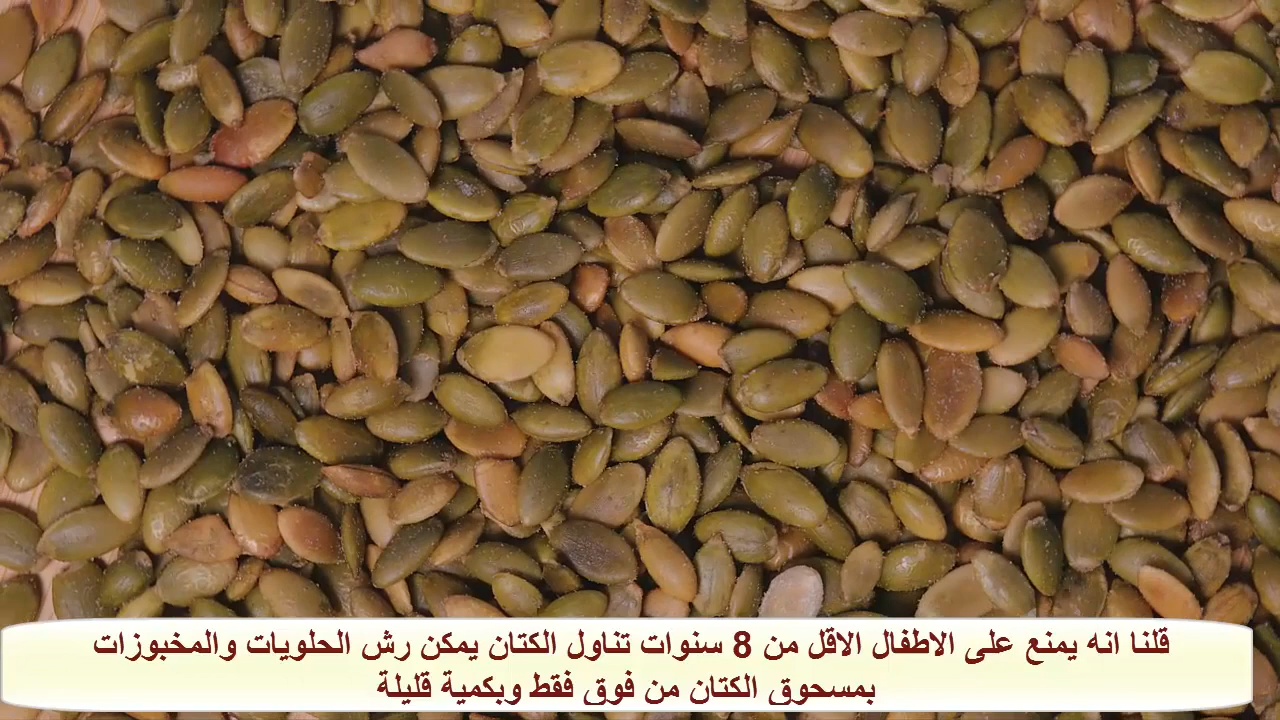 قلنا انه يمنع على الاطفال الاقل من 8 سنوات تناول الكتان يمكن رش الحلويات والمخبوزات
بمسحوق الكتان من فوق فقط وبكمية قليلة